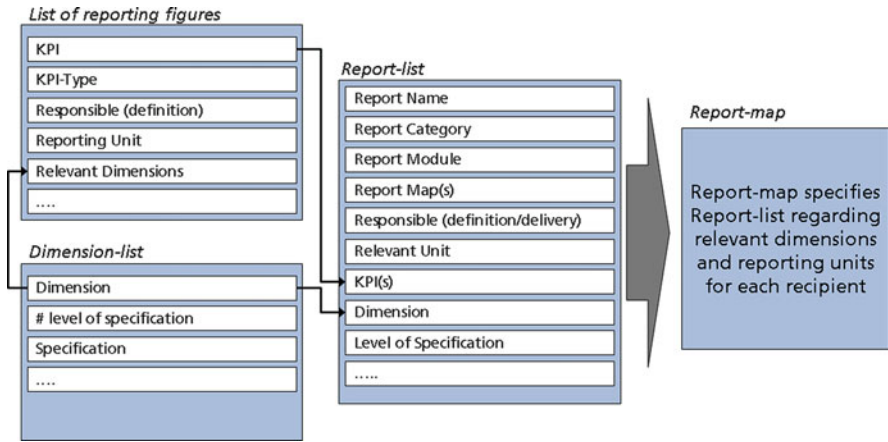 List of reporting figures
KPI
KPI-Type
Responsible (definition)
Reporting Unit
Relevant Dimensions
....
Dimension-list
Dimension
# level of specification
Specification
....
Report-list
Report Name
Report Category
Report Module
Report Map(s)
Responsible (definition/delivery)
Relevant Unit
KPI(s)
Dimension
Level of Specification
.....
Report-map
Report-map specifies
Report-list regarding
relevant dimensions
and reporting units
for each recipient